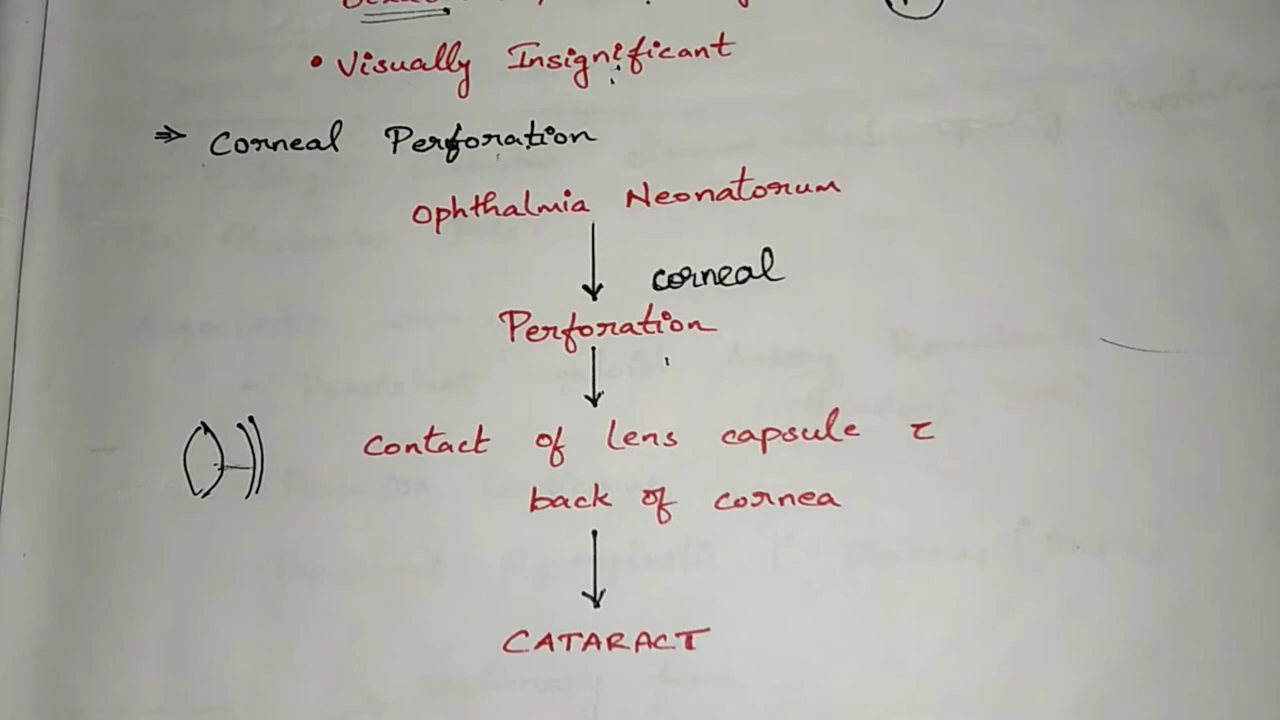 • Visually Insignificant
⇒ Corneal Perforation
Ophthalmia Neonatorum
↓ corneal
Perforation
↓
Contact of lens capsule c̄
back of cornea
↓
CATARACT